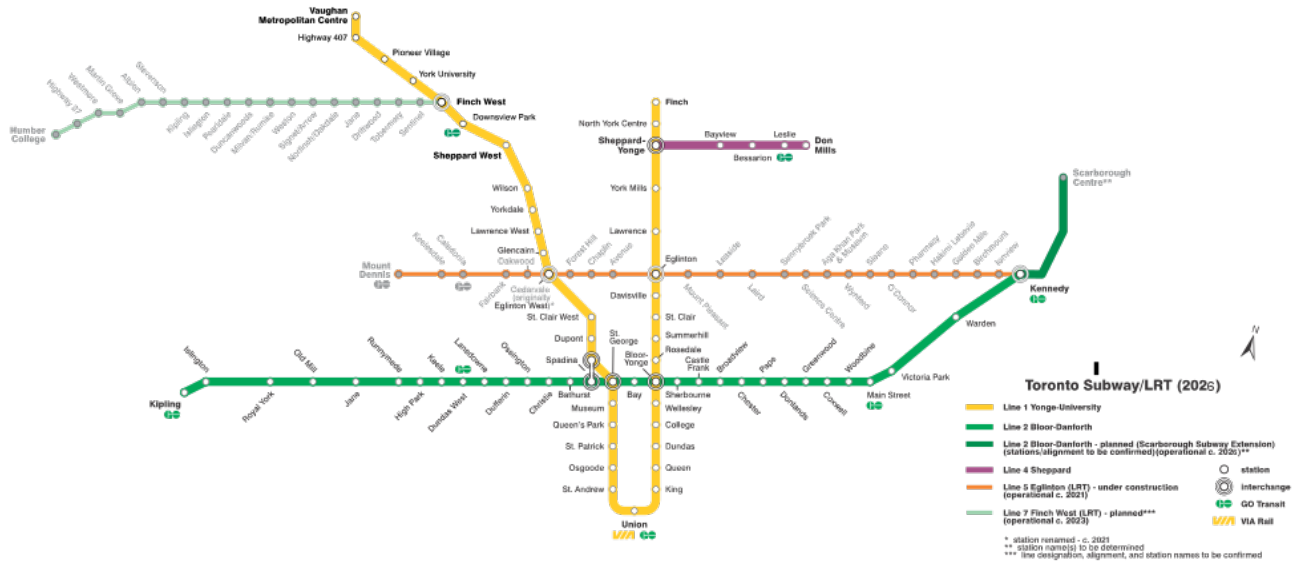 Vaughan
Metropolitan Centre
Highway 407
Pioneer Village
York University
Finch West
Downsview Park
Sheppard West
Wilson
Yorkdale
Lawrence West
Glencairn
Cedarvale
(originally
Eglinton West)*
St. Clair West
Dupont
Spadina
St.
George
Museum
Queen's Park
St. Patrick
Osgoode
St. Andrew
Union
King
Queen
Dundas
College
Wellesley
Bloor-
Yonge
Rosedale
Summerhill
St. Clair
Davisville
Eglinton
Lawrence
York Mills
Sheppard-
Yonge
North York Centre
Finch
Bayview
Bessarion
Leslie
Don
Mills
Humber
College
Highway 27
Westmore
Martin Grove
Albion
Stevenson
Kipling
Islington
Pearldale
Duncanwoods
Milvan/Rumike
Weston
Signet/Arrow
Norfinch/Oakdale
Jane
Driftwood
Tobermory
Sentinel
Mount
Dennis
Keelesdale
Caledonia
Fairbank
Oakwood
Forest Hill
Chaplin
Avenue
Mount Pleasant
Leaside
Laird
Sunnybrook Park
Science Centre
Aga Khan Park
& Museum
Wynford
Sloane
O'Connor
Pharmacy
Hakimi Lebovic
Golden Mile
Birchmount
Ionview
Kennedy
Scarborough
Centre**
Kipling
Islington
Royal York
Old Mill
Jane
Runnymede
High Park
Keele
Dundas West
Lansdowne
Dufferin
Ossington
Christie
Bathurst
Bay
Sherbourne
Castle
Frank
Broadview
Chester
Pape
Donlands
Greenwood
Coxwell
Woodbine
Main Street
Victoria Park
Warden
N
Toronto Subway/LRT (2026)
Line 1 Yonge-University
Line 2 Bloor-Danforth
Line 2 Bloor-Danforth - planned (Scarborough Subway Extension)
(stations/alignment to be confirmed)(operational c. 2026)**
Line 4 Sheppard
Line 5 Eglinton (LRT) - under construction
(operational c. 2021)
Line 7 Finch West (LRT) - planned***
(operational c. 2023)
station
interchange
GO Transit
VIA Rail
* station renamed - c. 2021
** station name(s) to be determined
*** line designation, alignment, and station names to be confirmed